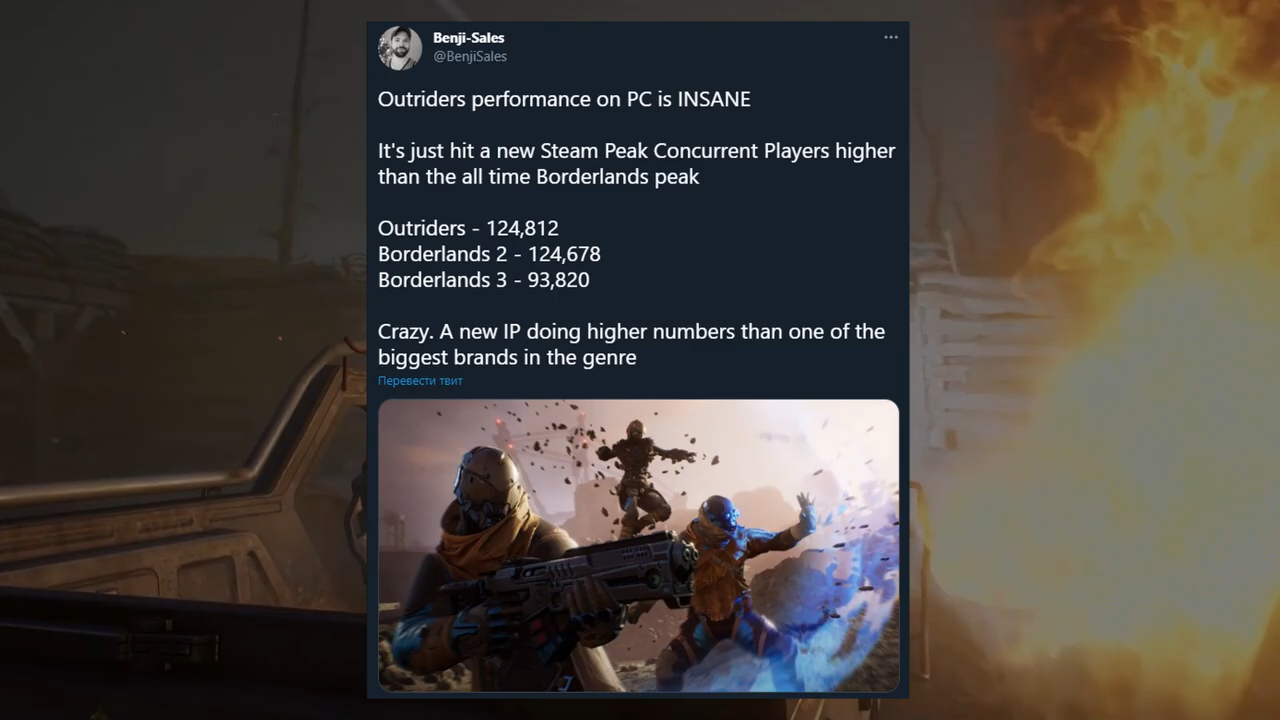 Benji-Sales
@BenjiSales
Outriders performance on PC is INSANE
It's just hit a new Steam Peak Concurrent Players higher
than the all time Borderlands peak
Outriders - 124,812
Borderlands 2 - 124,678
Borderlands 3 - 93,820
Crazy. A new IP doing higher numbers than one of the
biggest brands in the genre
Перевести твит